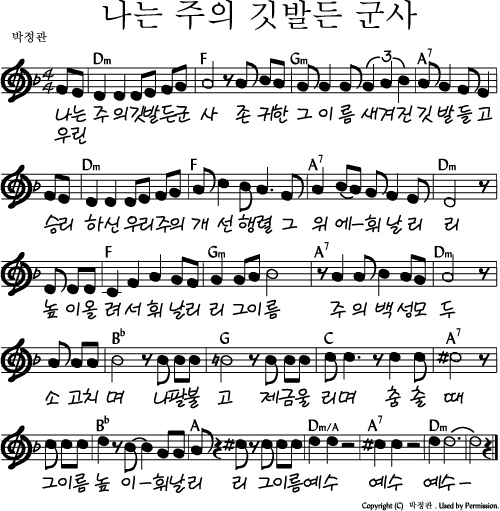 나는 주의 깃발든 군사
박정관
Dm F Gm 3 A7
나는 주 의깃발든군 사 존 귀한 그 이 름 새겨진 깃 발 들 고
우린
Dm F A7 Dm
승리 하신 우리주의 개 선 행렬 그 위 에-휘 날 리 리
F Gm A7 Dm
높 이올 려서 휘 날리 리 그이름 주 의 백 성모 두
Bb G C A7
소 고치 며 나팔불 고 제금울 리며 춤 출 때
Bb A Dm/A A7 Dm
그이름 높 이-휘날리 리 그이름예수 예수 예수-
Copyright (C) 박정관 . Used by Permission.